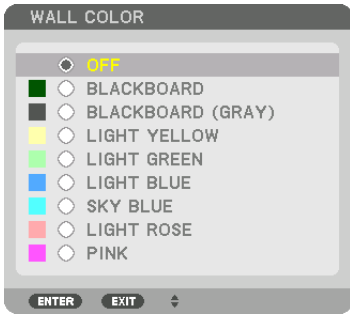 WALL COLOR
OFF
BLACKBOARD
BLACKBOARD (GRAY)
LIGHT YELLOW
LIGHT GREEN
LIGHT BLUE
SKY BLUE
LIGHT ROSE
PINK
ENTER EXIT